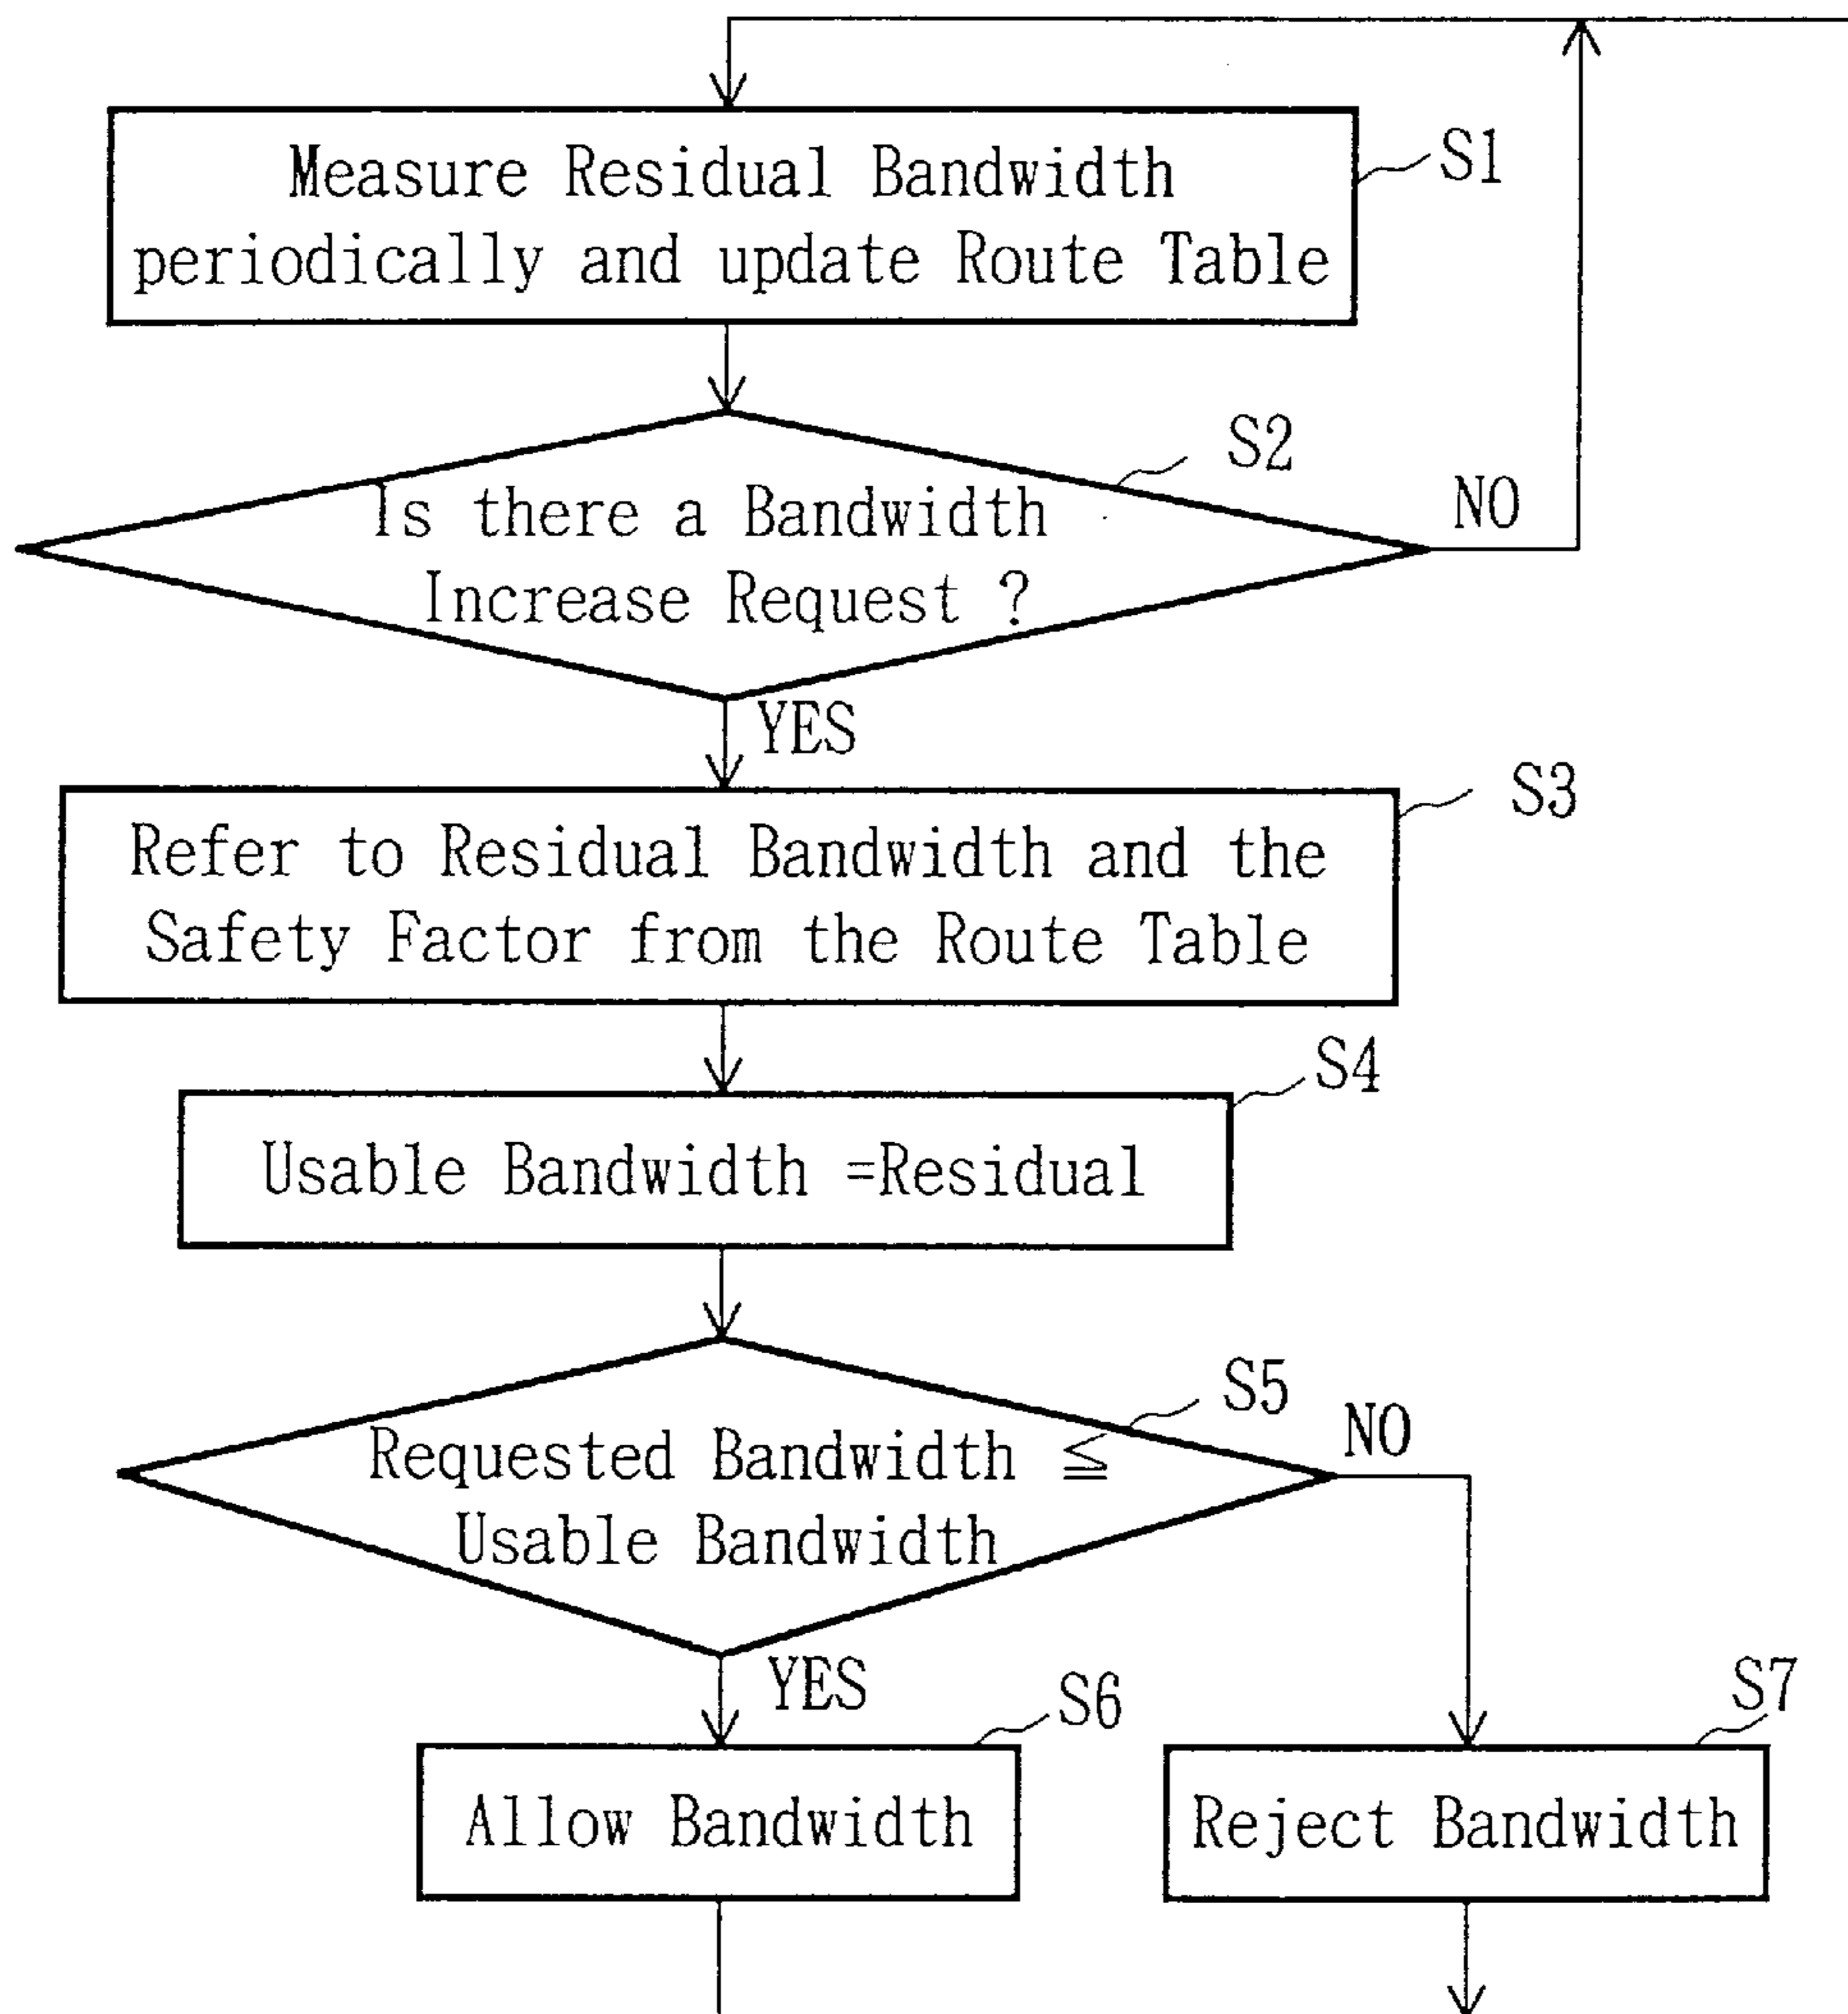 Measure Residual Bandwidth
periodically and update Route Table
S1
Is there a Bandwidth
Increase Request ?
S2
NO
YES
Refer to Residual Bandwidth and the
Safety Factor from the Route Table
S3
Usable Bandwidth =Residual
S4
Requested Bandwidth ≦
Usable Bandwidth
S5
NO
YES
Allow Bandwidth
S6
Reject Bandwidth
S7